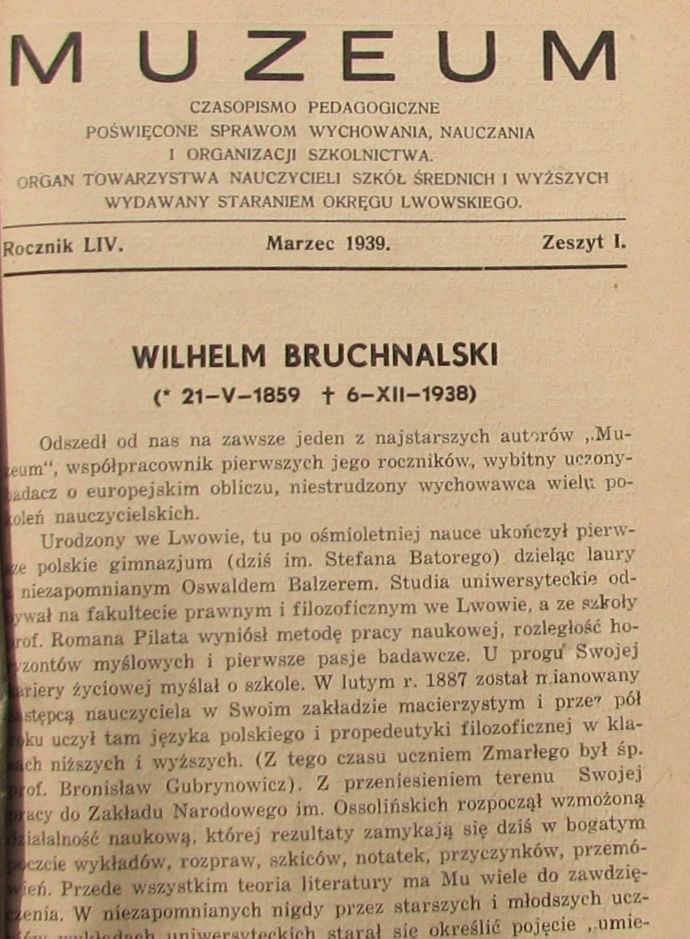 MUZEUM
CZASOPISMO PEDAGOGICZNE
POŚWIĘCONE SPRAWOM WYCHOWANIA, NAUCZANIA
I ORGANIZACJI SZKOLNICTWA.
ORGAN TOWARZYSTWA NAUCZYCIELI SZKÓŁ ŚREDNICH I WYŻSZYCH
WYDAWANY STARANIEM OKRĘGU LWOWSKIEGO.
Rocznik LIV. Marzec 1939. Zeszyt I.
WILHELM BRUCHNALSKI
(* 21-V-1859 † 6-XII-1938)
Odszedł od nas na zawsze jeden z najstarszych autorów „Mu-
zeum", współpracownik pierwszych jego roczników, wybitny uczony-
badacz o europejskim obliczu, niestrudzony wychowawca wielu po-
koleń nauczycielskich.
Urodzony we Lwowie, tu po ośmioletniej nauce ukończył pierw-
ze polskie gimnazjum (dziś im. Stefana Batorego) dzieląc laury
z niezapomnianym Oswaldem Balzerem. Studia uniwersyteckie od-
bywał na fakultecie prawnym i filozoficznym we Lwowie, a ze szkoły
prof. Romana Pilata wyniósł metodę pracy naukowej, rozległość ho-
yzontów myślowych i pierwsze pasje badawcze. U progu Swojej
kariery życiowej myślał o szkole. W lutym r. 1887 został mianowany
zastępcą nauczyciela w Swoim zakładzie macierzystym i przez pół
roku uczył tam języka polskiego i propedeutyki filozoficznej w kla-
sach niższych i wyższych. (Z tego czasu uczniem Zmarłego był śp.
prof. Bronisław Gubrynowicz). Z przeniesieniem terenu Swojej
pracy do Zakładu Narodowego im. Ossolińskich rozpoczął wzmożoną
działalność naukową, której rezultaty zamykają się dziś w bogatym
poczcie wykładów, rozpraw, szkiców, notatek, przyczynków, przemó-
wień. Przede wszystkim teoria literatury ma Mu wiele do zawdzię-
czenia. W niezapomnianych nigdy przez starszych i młodszych ucz-
niów wykładach uniwersyteckich starał się określić pojęcie „umie-